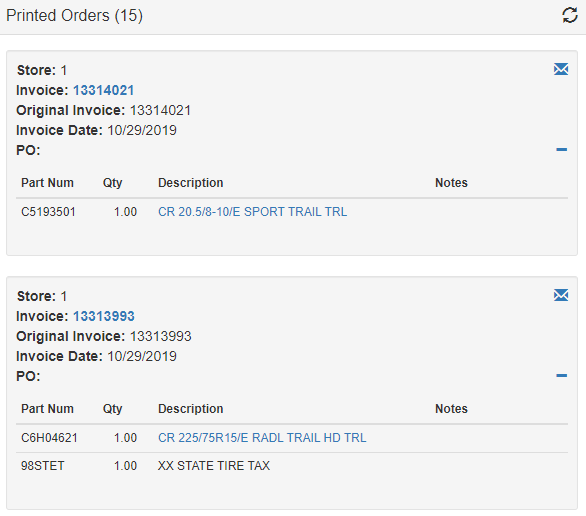 Printed Orders (15)
Store: 1
Invoice: 13314021
Original Invoice: 13314021
Invoice Date: 10/29/2019
PO:
Part Num Qty Description Notes
C5193501 1.00 CR 20.5/8-10/E SPORT TRAIL TRL
Store: 1
Invoice: 13313993
Original Invoice: 13313993
Invoice Date: 10/29/2019
PO:
Part Num Qty Description Notes
C6H04621 1.00 CR 225/75R15/E RADL TRAIL HD TRL
98STET 1.00 XX STATE TIRE TAX